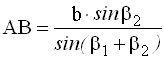 AB = b · sinβ₂ / sin(β₁ + β₂)